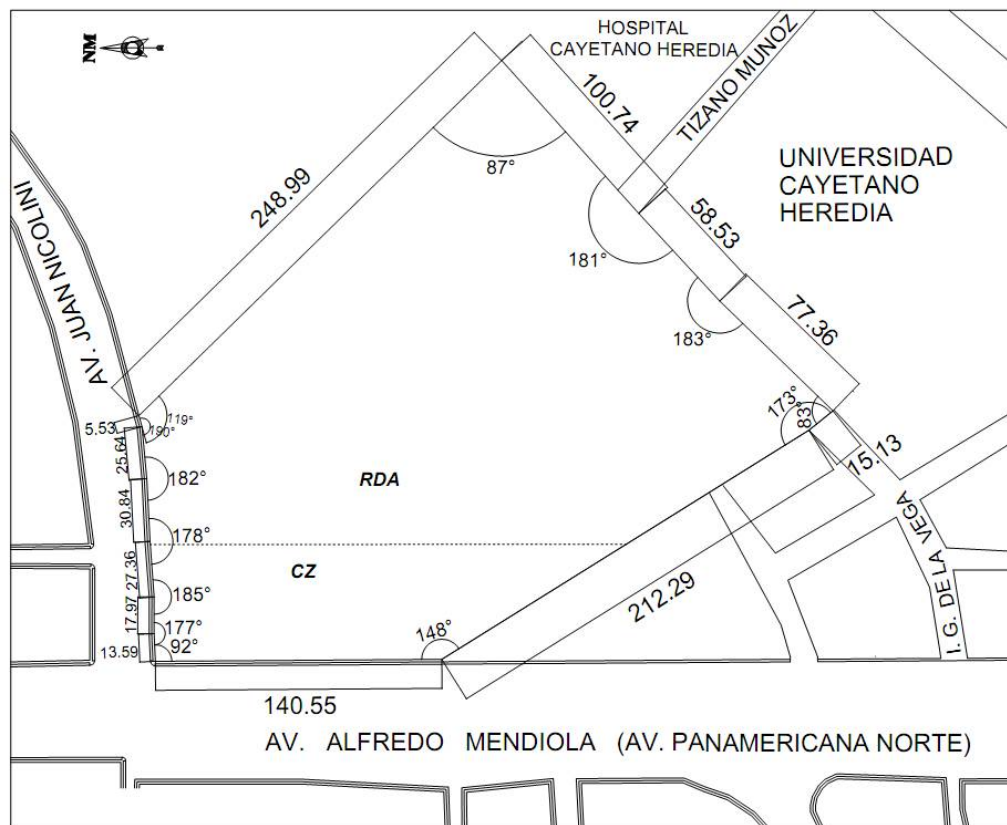 NM
HOSPITAL
CAYETANO HEREDIA
TIZANO MUÑOZ
100.74
87°
248.99
UNIVERSIDAD
CAYETANO
HEREDIA
AV. JUAN NICOLINI
58.53
181°
77.36
183°
173°
83°
15.13
119°
190°
5.53
25.64
182°
RDA
30.84
178°
I. G. DE LA VEGA
CZ
27.36
185°
212.29
17.97
177°
148°
92°
13.59
140.55
AV. ALFREDO MENDIOLA (AV. PANAMERICANA NORTE)